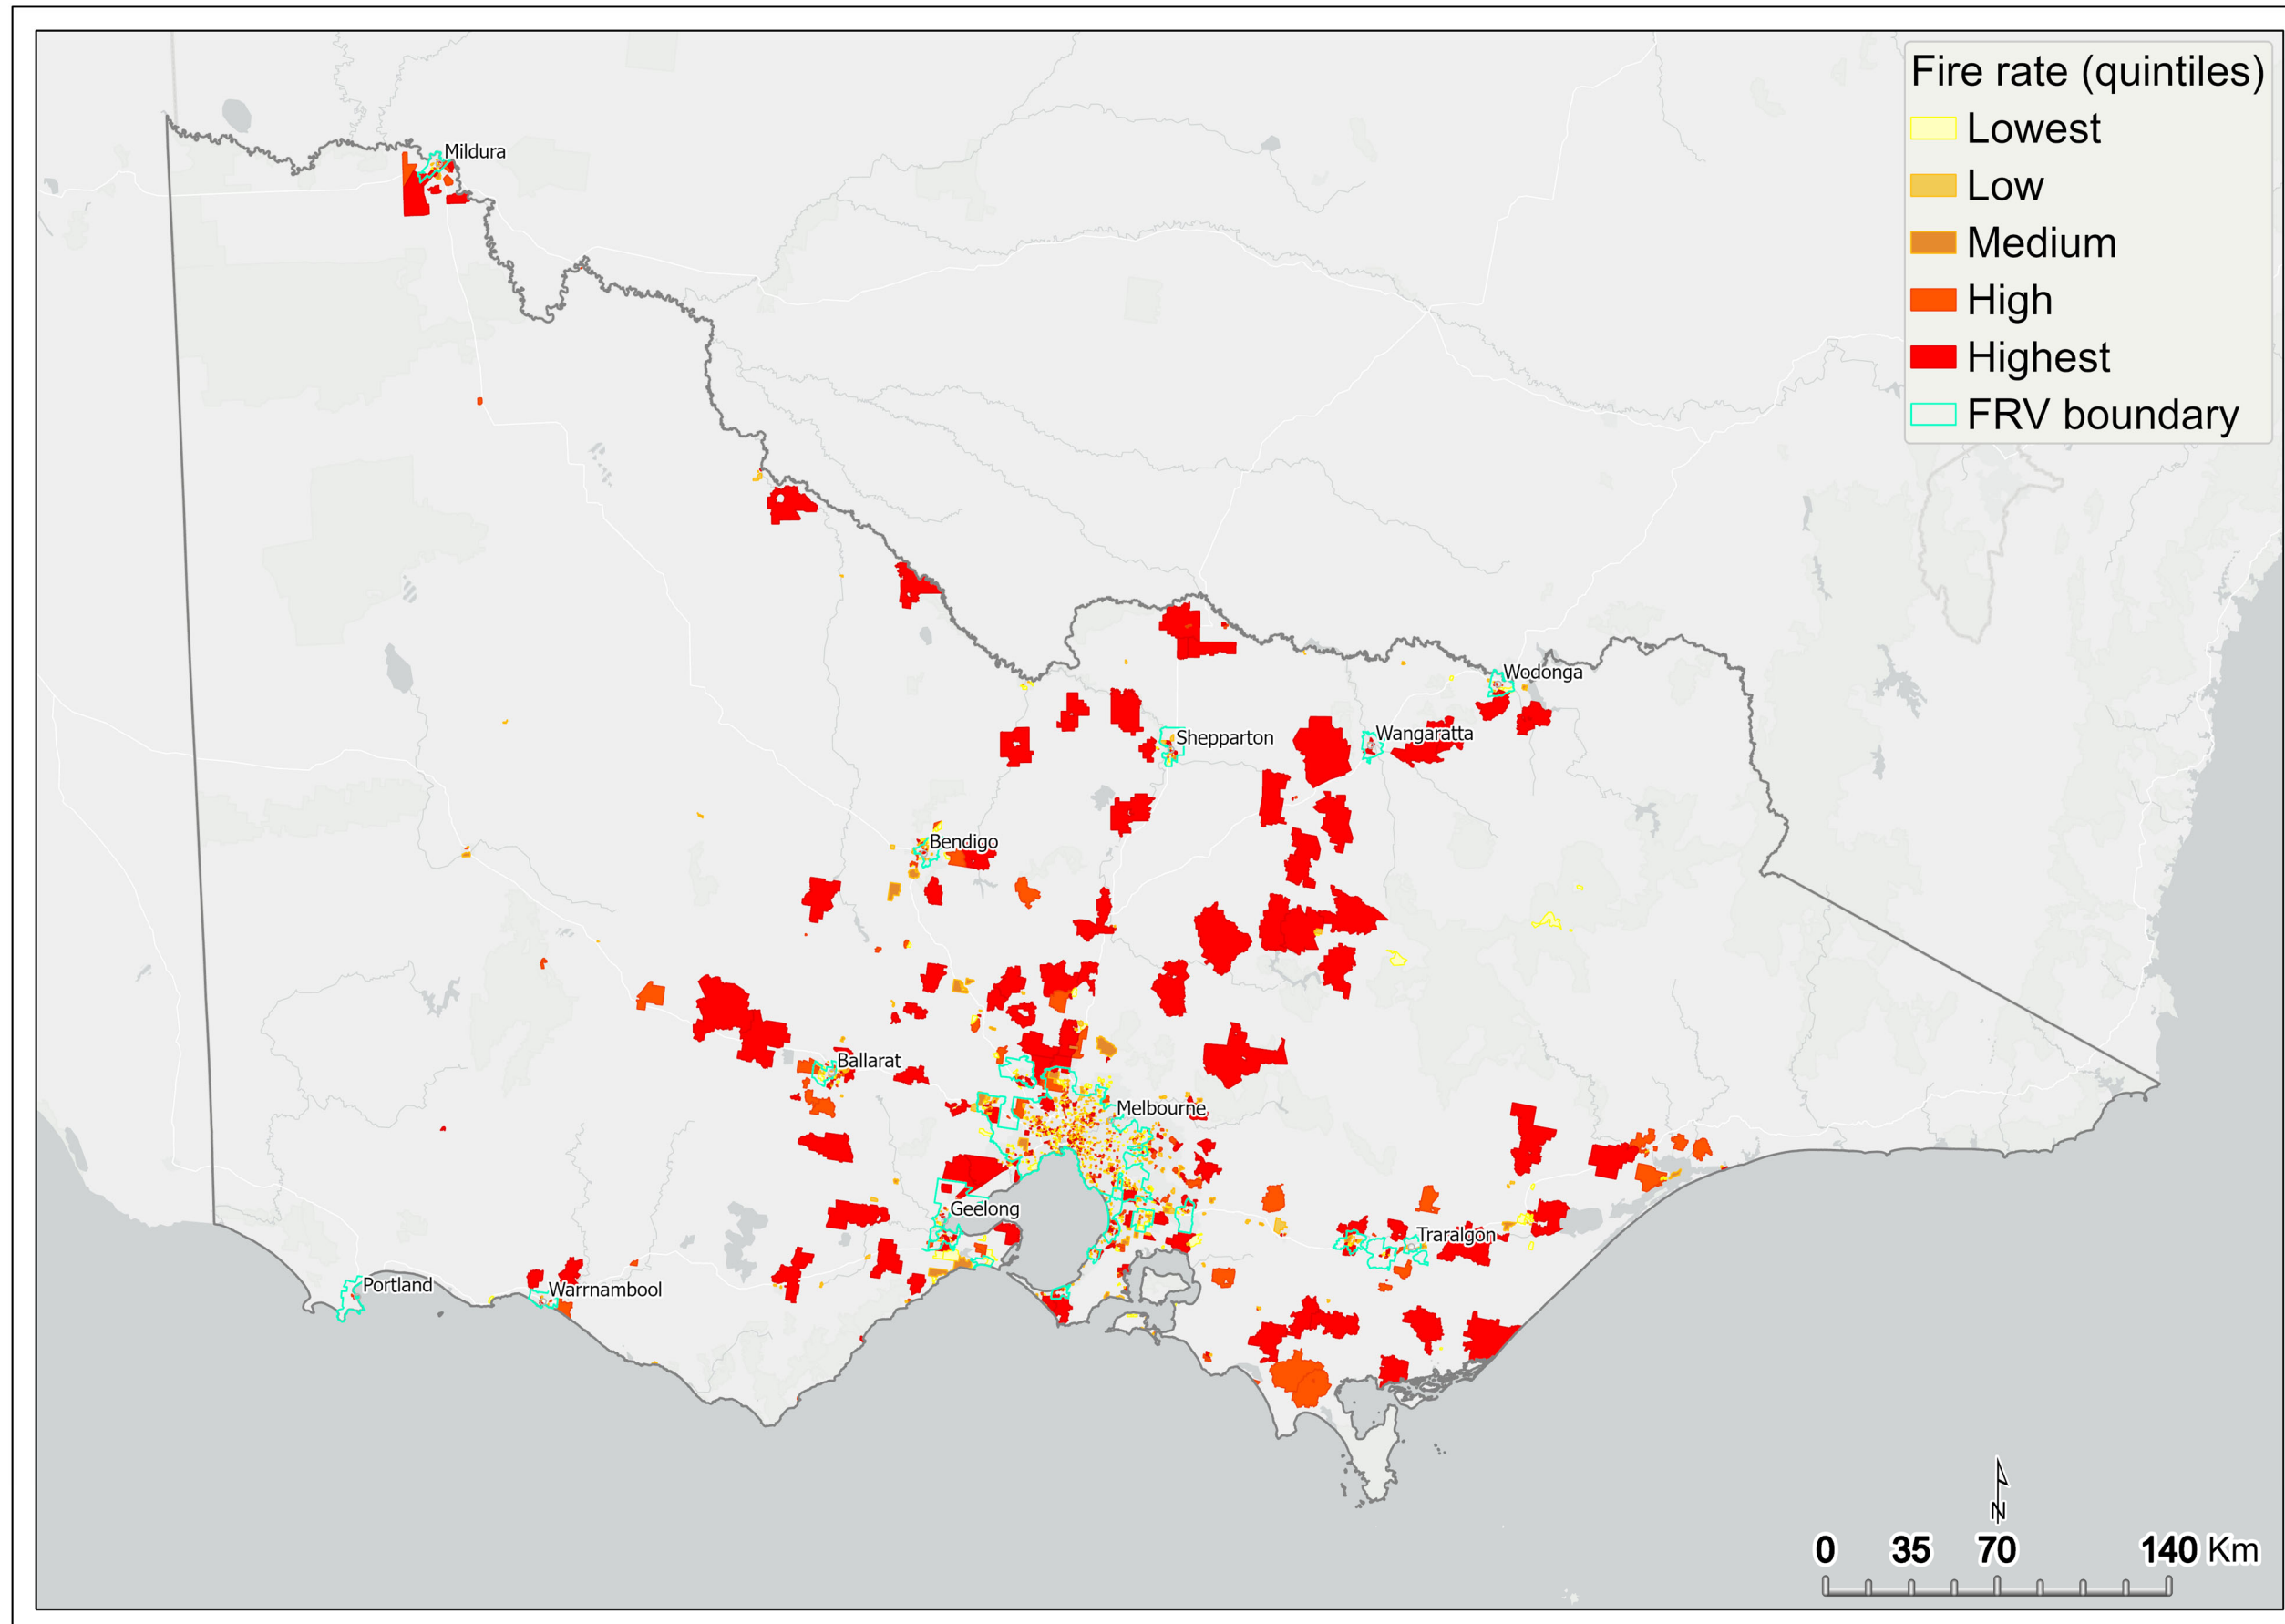 Fire rate (quintiles)
Lowest
Low
Medium
High
Highest
FRV boundary
Mildura
Wodonga
Wangaratta
Shepparton
Bendigo
Ballarat
Melbourne
Geelong
Traralgon
Portland
Warrnambool
N
0 35 70 140 Km